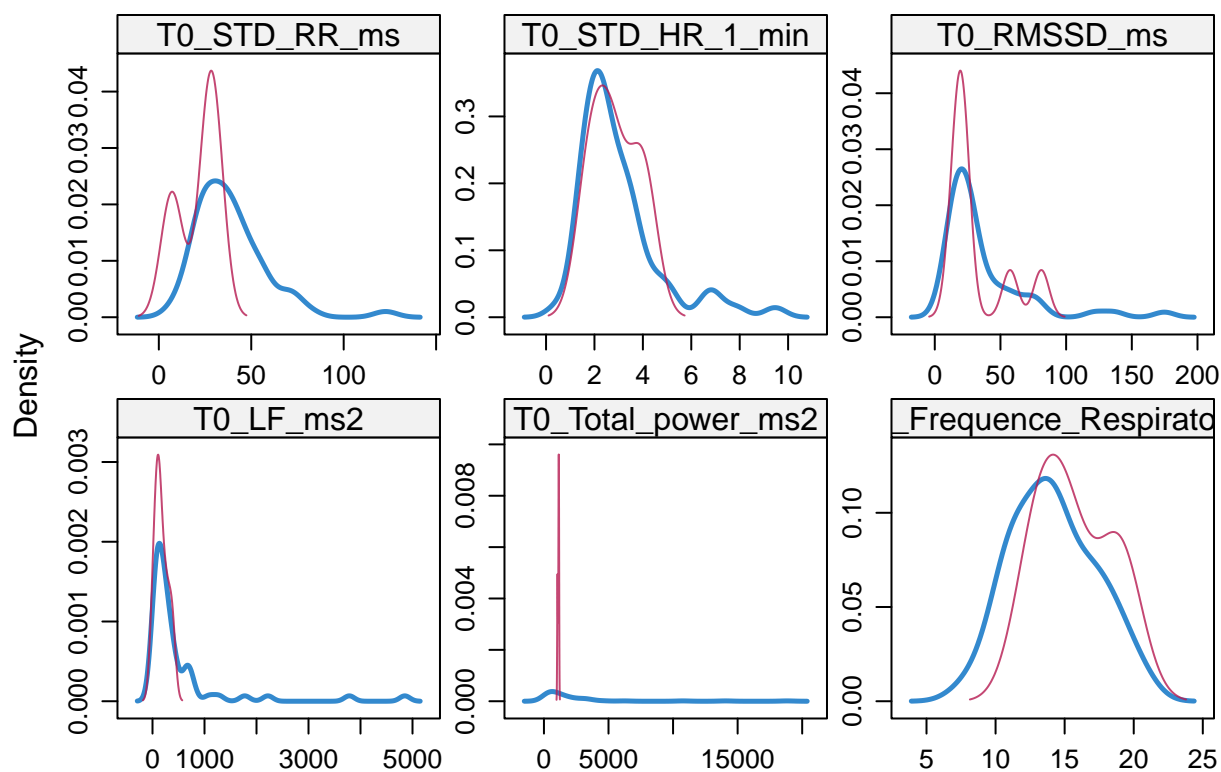 T0_STD_RR_ms
T0_STD_HR_1_min
T0_RMSSD_ms
0.00 0.01 0.02 0.03 0.04
0.0 0.1 0.2 0.3
0.00 0.01 0.02 0.03 0.04
0 50 100
0 2 4 6 8 10
0 50 100 150 200
Density
T0_LF_ms2
T0_Total_power_ms2
_Frequence_Respirato
0.000 0.001 0.002 0.003
0.000 0.004 0.008
0.00 0.05 0.10
0 1000 3000 5000
0 5000 15000
5 10 15 20 25